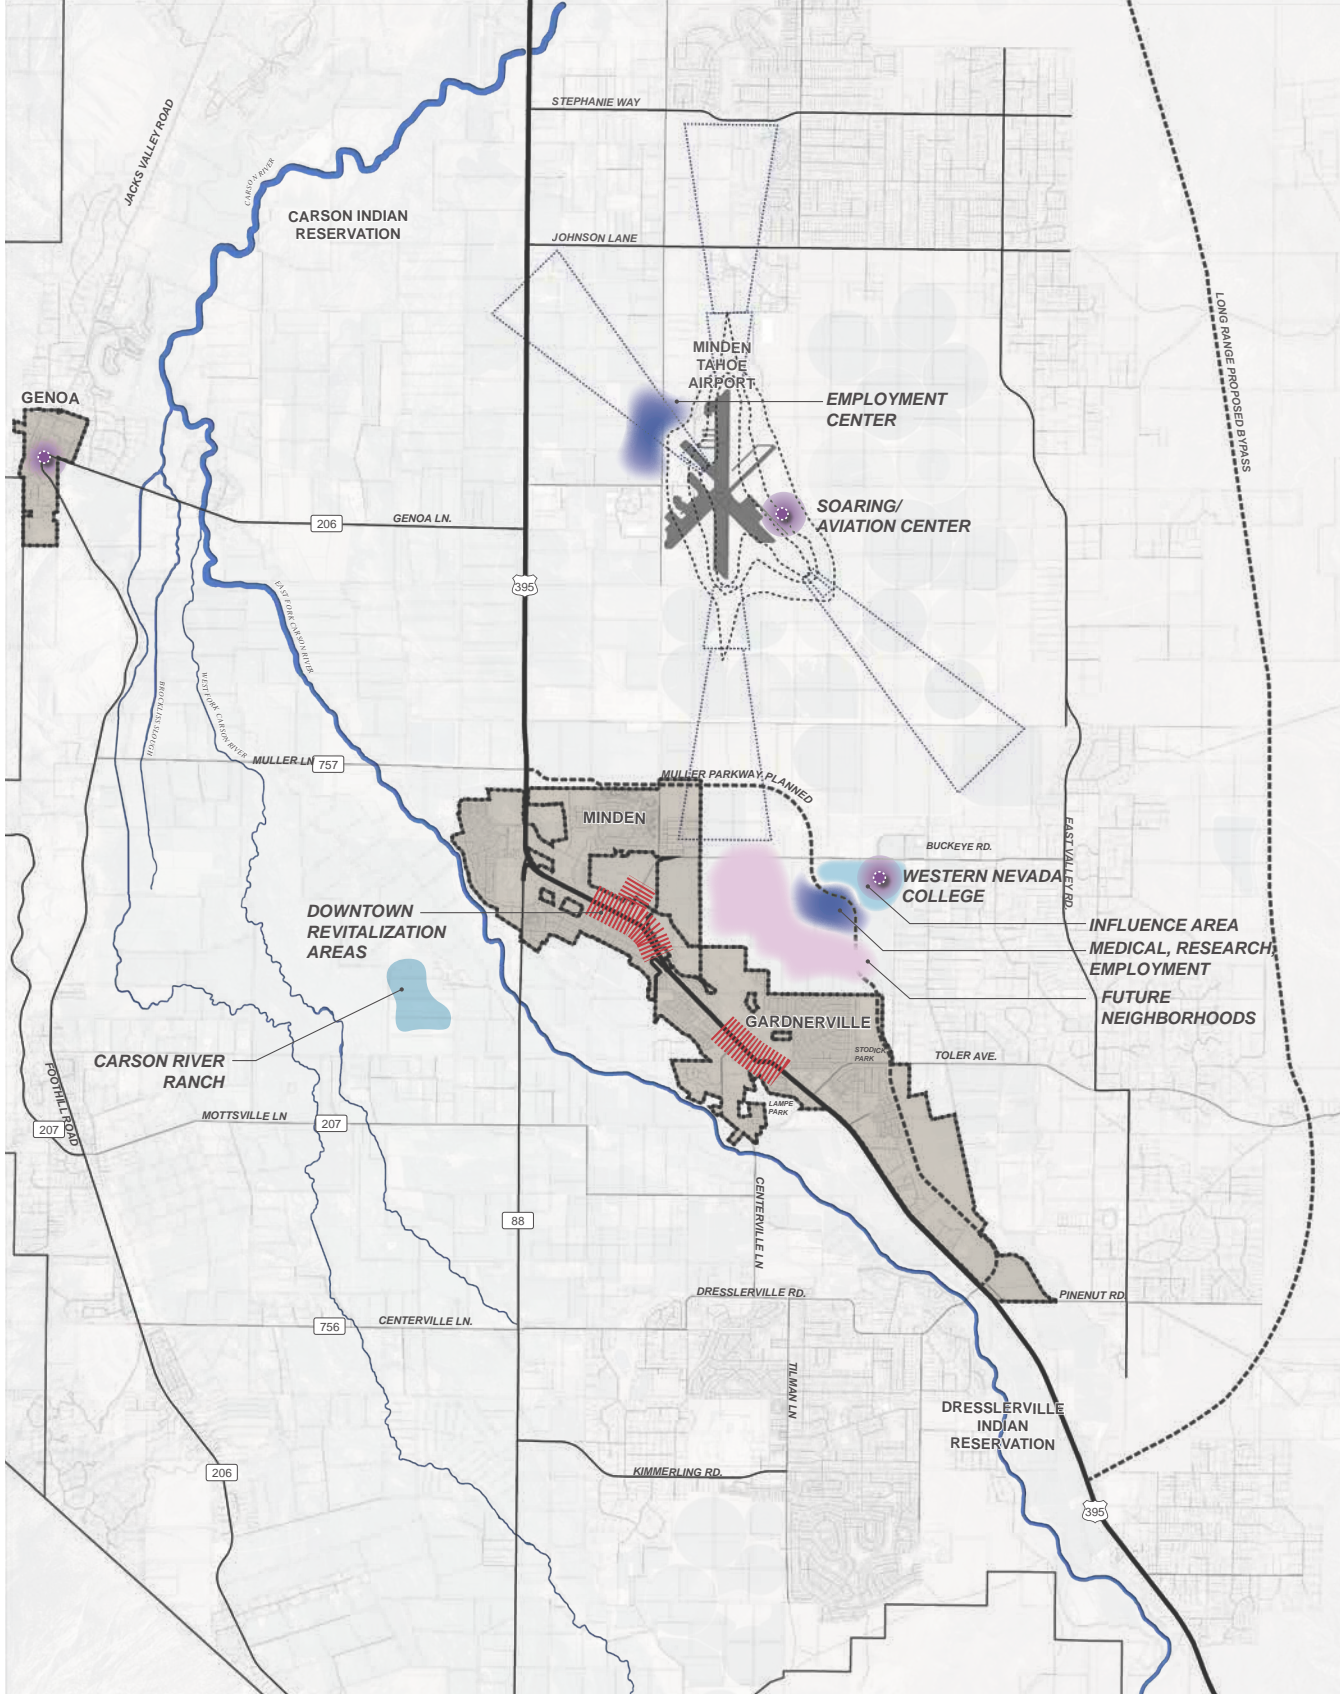 STEPHANIE WAY
JACKS VALLEY ROAD
CARSON RIVER
CARSON INDIAN
RESERVATION
JOHNSON LANE
LONG RANGE PROPOSED BYPASS
MINDEN
TAHOE
AIRPORT
GENOA
EMPLOYMENT
CENTER
SOARING/
AVIATION CENTER
206
GENOA LN.
395
EAST FORK CARSON RIVER
BROCKLISS SLOUGH
WEST FORK CARSON RIVER
MULLER LN
757
MULLER PARKWAY PLANNED
MINDEN
EAST VALLEY RD.
BUCKEYE RD.
WESTERN NEVADA
COLLEGE
DOWNTOWN
REVITALIZATION
AREAS
INFLUENCE AREA
MEDICAL, RESEARCH,
EMPLOYMENT
FUTURE
NEIGHBORHOODS
GARDNERVILLE
STODICK
PARK
TOLER AVE.
CARSON RIVER
RANCH
FOOTHILL ROAD
LAMPE
PARK
MOTTSVILLE LN
207
207
CENTERVILLE LN
88
DRESSLERVILLE RD.
PINENUT RD.
CENTERVILLE LN.
756
TILMAN LN
DRESSLERVILLE
INDIAN
RESERVATION
206
KIMMERLING RD.
395